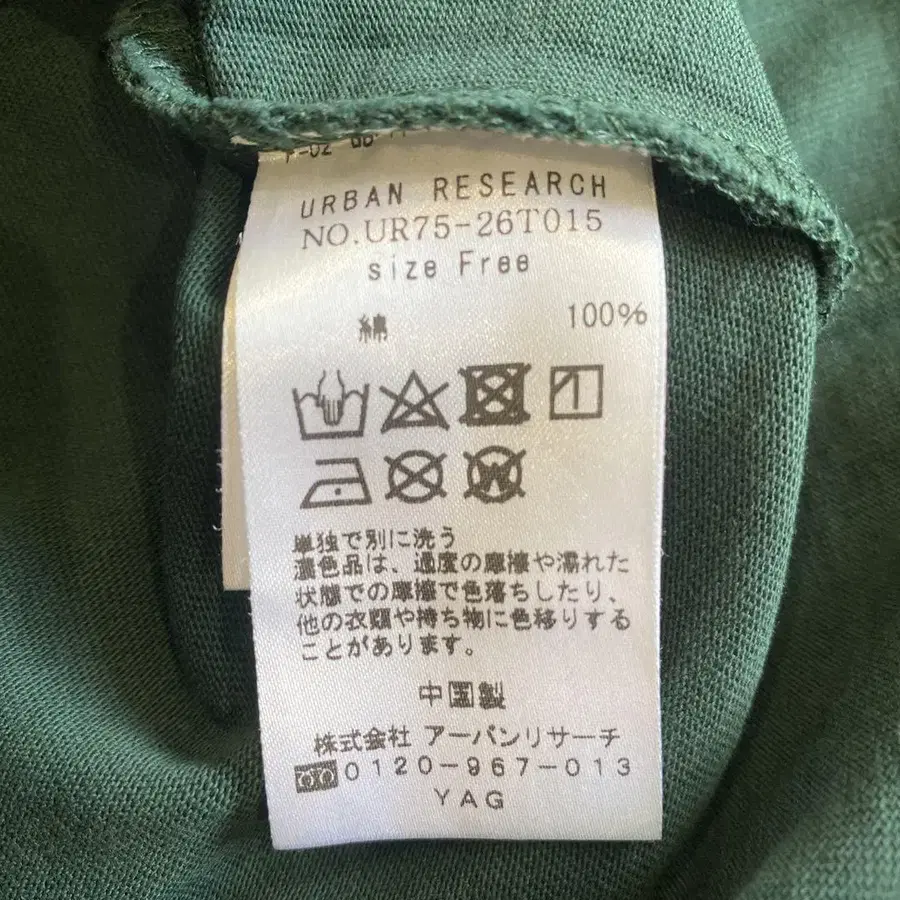 URBAN RESEARCH
NO.UR75-26T015
size Free
綿 100%
単独で別に洗う
濃色品は、過度の摩擦や濡れた
状態での摩擦で色落ちしたり、
他の衣類や持ち物に色移りする
ことがあります。
中国製
株式会社 アーバンリサーチ
0120-967-013
YAG